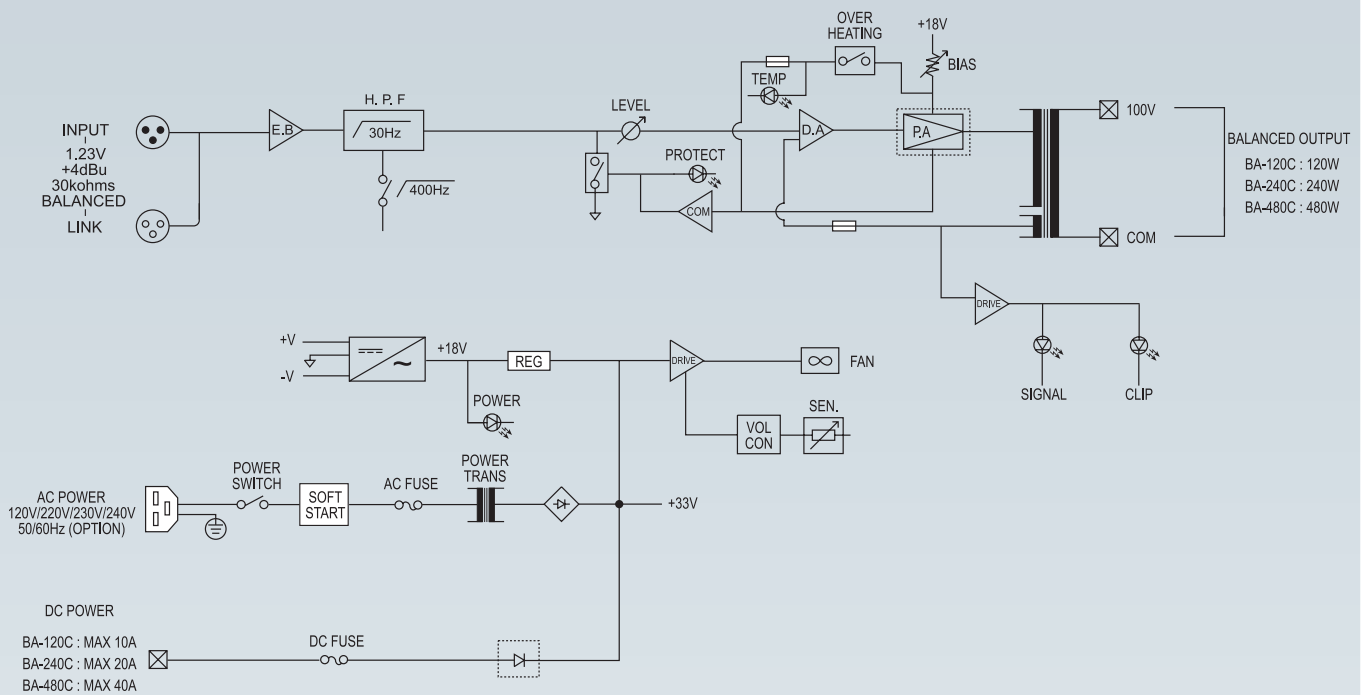 OVER
HEATING
+18V
BIAS
TEMP
H. P. F
LEVEL
INPUT
1.23V
+4dBu
30kohms
BALANCED
LINK
E.B
30Hz
400Hz
PROTECT
COM
D.A
P.A
100V
COM
BALANCED OUTPUT
BA-120C : 120W
BA-240C : 240W
BA-480C : 480W
DRIVE
SIGNAL
CLIP
+V
-V
+18V
REG
POWER
DRIVE
FAN
VOL
CON
SEN.
AC POWER
120V/220V/230V/240V
50/60Hz (OPTION)
POWER
SWITCH
SOFT
START
AC FUSE
POWER
TRANS
+33V
DC POWER
BA-120C : MAX 10A
BA-240C : MAX 20A
BA-480C : MAX 40A
DC FUSE